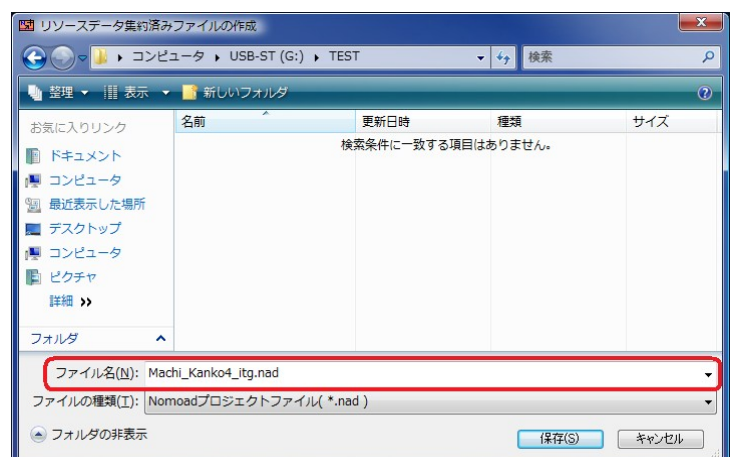 リソースデータ集約済みファイルの作成
コンピュータ ▸ USB-ST (G:) ▸ TEST
検索
整理 表示 新しいフォルダ
お気に入りリンク
名前 更新日時 種類 サイズ
検索条件に一致する項目はありません。
ドキュメント
コンピュータ
最近表示した場所
デスクトップ
コンピュータ
ピクチャ
詳細 >>
フォルダ
ファイル名(N): Machi_Kanko4_itg.nad
ファイルの種類(T): Nomoadプロジェクトファイル( *.nad )
フォルダの非表示 保存(S) キャンセル